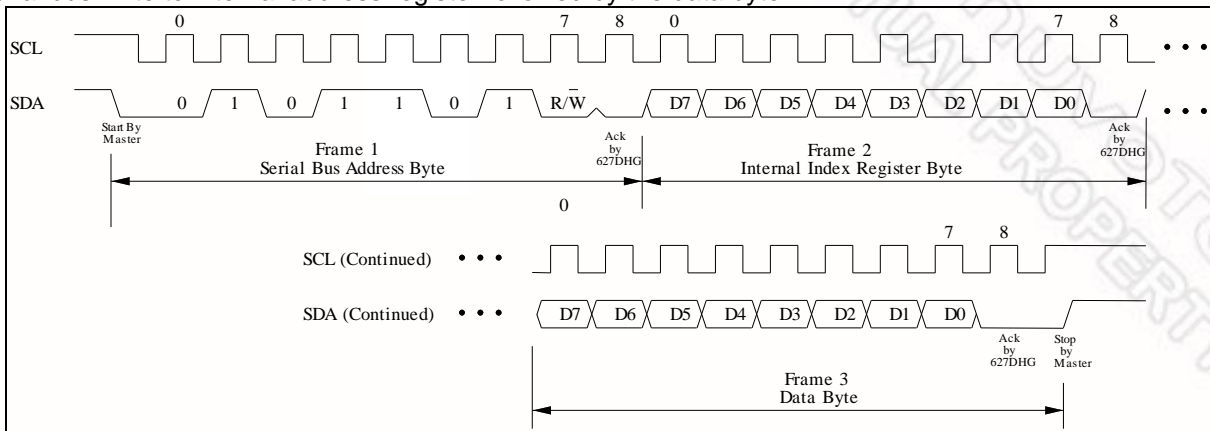 0 7 8 0 7 8
SCL
SDA 0 1 0 1 1 0 1 R/W D7 D6 D5 D4 D3 D2 D1 D0
Start By
Master
Ack
by
627DHG
Ack
by
627DHG
Frame 1
Serial Bus Address Byte
Frame 2
Internal Index Register Byte
0 7 8
SCL (Continued)
SDA (Continued) D7 D6 D5 D4 D3 D2 D1 D0
Ack
by
627DHG
Stop
by
Master
Frame 3
Data Byte